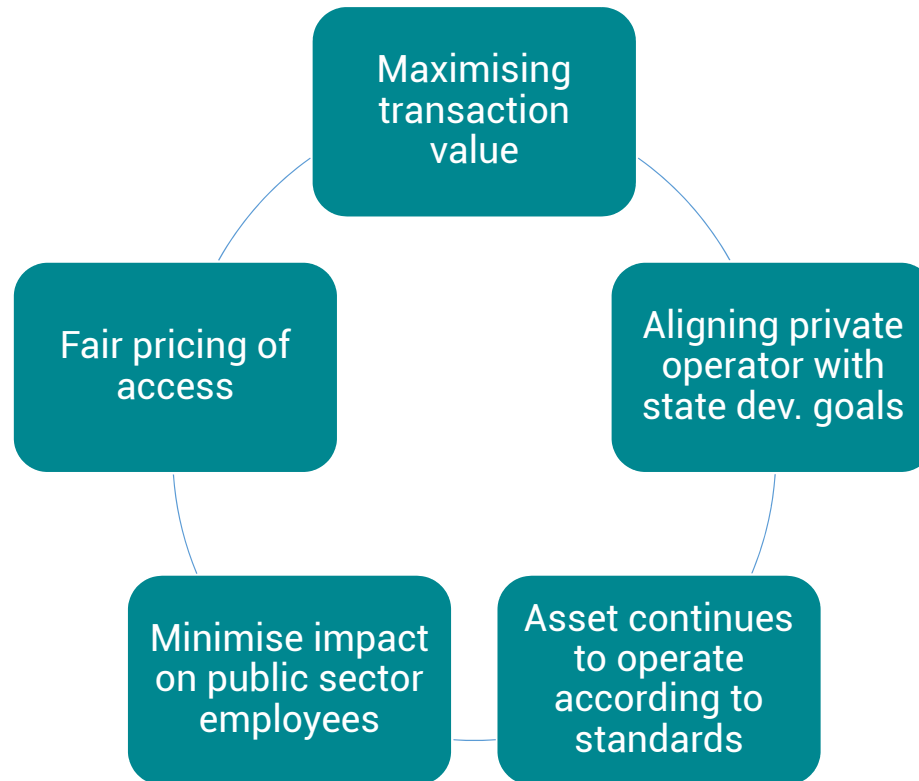 Maximising
transaction
value
Fair pricing of
access
Aligning private
operator with
state dev. goals
Minimise impact
on public sector
employees
Asset continues
to operate
according to
standards